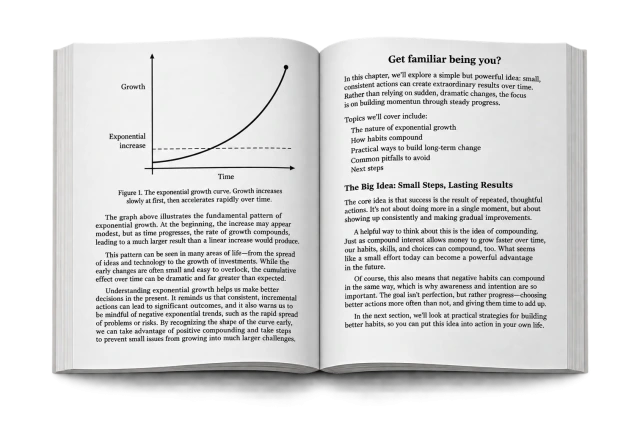 Growth
Exponential
increase
Time
Figure 1. The exponential growth curve. Growth increases
slowly at first, then accelerates rapidly over time.
The graph above illustrates the fundamental pattern of
exponential growth. At the beginning, the increase may appear
modest, but as time progresses, the rate of growth compounds,
leading to a much larger result than a linear increase would produce.
This pattern can be seen in many areas of life—from the spread
of ideas and technology to the growth of investments. While the
early changes are often small and easy to overlook, the cumulative
effect over time can be dramatic and far greater than expected.
Understanding exponential growth helps us make better
decisions in the present. It reminds us that consistent, incremental
actions can lead to significant outcomes, and it also warns us to
be mindful of negative exponential trends, such as the rapid spread
of problems or risks. By recognizing the shape of the curve early,
we can take advantage of positive compounding and take steps
to prevent small issues from growing into much larger challenges.
Get familiar being you?
In this chapter, we'll explore a simple but powerful idea: small,
consistent actions can create extraordinary results over time.
Rather than relying on sudden, dramatic changes, the focus
is on building momentun through steady progress.
Topics we'll cover include:
The nature of exponential growth
How habits compound
Practical ways to build long-term change
Common pitfalls to avoid
Next steps
The Big Idea: Small Steps, Lasting Results
The core idea is that success is the result of repeated, thoughtful
actions. It's not about doing more in a single moment, but about
showing up consistently and making gradual improvements.
A helpful way to think about this is the idea of compounding.
Just as compound interest allows money to grow faster over time,
our habits, skills, and choices can compound, too. What seems
like a small effort today can become a powerful advantage
in the future.
Of course, this also means that negative habits can compound
in the same way, which is why awareness and intention are so
important. The goal isn't perfection, but rather progress—choosing
better actions more often than not, and giving them time to add up.
In the next section, we'll look at practical strategies for building
better habits, so you can put this idea into action in your own life.